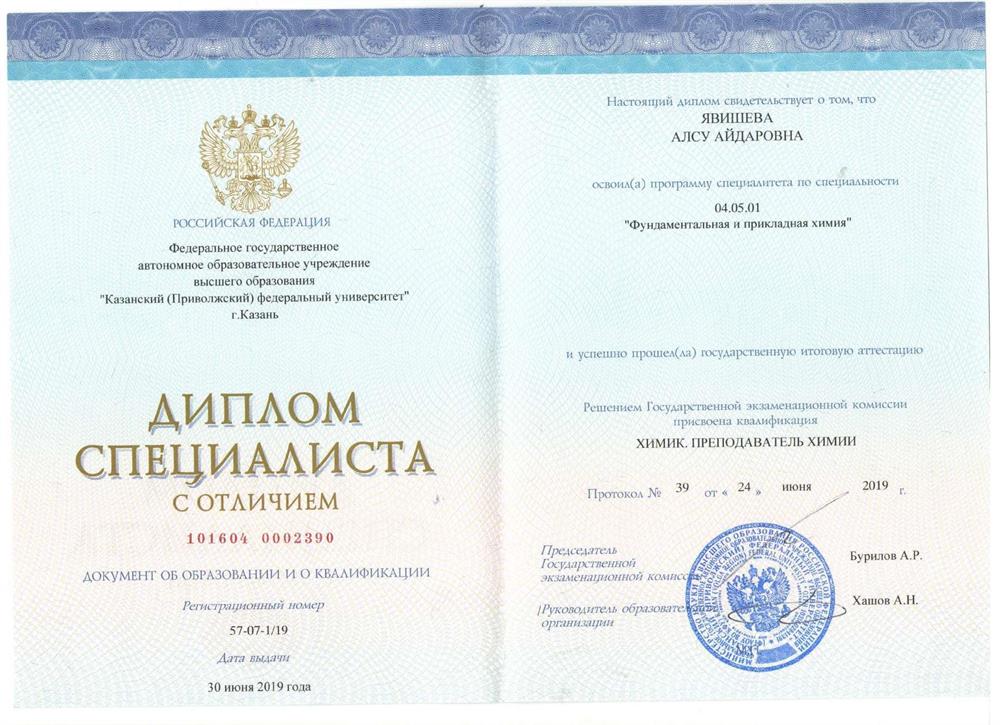 РОССИЙСКАЯ ФЕДЕРАЦИЯ
Федеральное государственное
автономное образовательное учреждение
высшего образования
"Казанский (Приволжский) федеральный университет"
г.Казань
ДИПЛОМ
СПЕЦИАЛИСТА
С ОТЛИЧИЕМ
101604 0002390
ДОКУМЕНТ ОБ ОБРАЗОВАНИИ И О КВАЛИФИКАЦИИ
Регистрационный номер
57-07-1/19
Дата выдачи
30 июня 2019 года
Настоящий диплом свидетельствует о том, что
ЯВИШЕВА
АЛСУ АЙДАРОВНА
освоил(а) программу специалитета по специальности
04.05.01
"Фундаментальная и прикладная химия"
и успешно прошел(ла) государственную итоговую аттестацию
Решением Государственной экзаменационной комиссии
присвоена квалификация
ХИМИК. ПРЕПОДАВАТЕЛЬ ХИМИИ
Протокол № 39 от « 24 » июня 2019 г.
Председатель
Государственной
экзаменационной комиссии
Бурилов А.Р.
Руководитель образовательной
организации
Хашов А.Н.